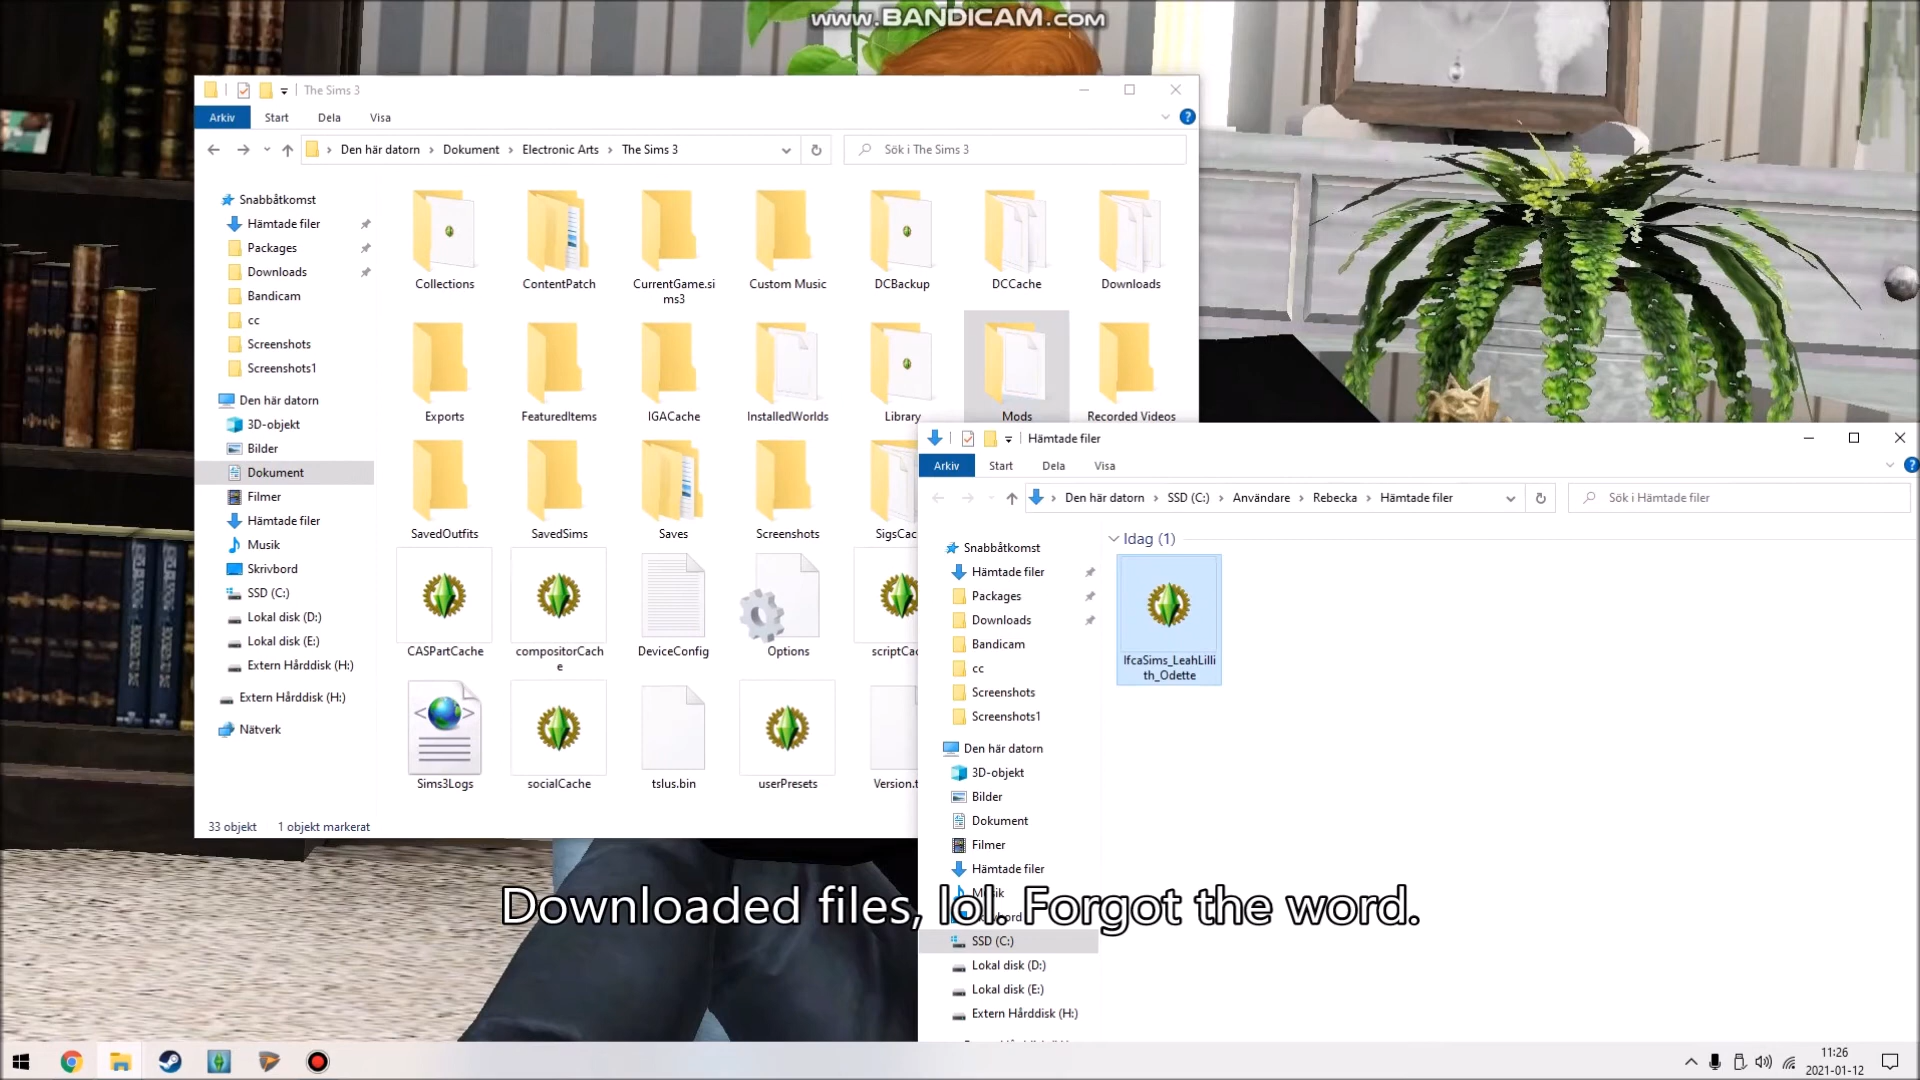 www.BANDICAM.com
The Sims 3
Arkiv Start Dela Visa
Den här datorn Dokument Electronic Arts The Sims 3
Sök i The Sims 3
Snabbåtkomst
Hämtade filer
Packages
Downloads
Bandicam
cc
Screenshots
Screenshots1
Den här datorn
3D-objekt
Bilder
Dokument
Filmer
Hämtade filer
Musik
Skrivbord
SSD (C:)
Lokal disk (D:)
Lokal disk (E:)
Extern Hårddisk (H:)
Extern Hårddisk (H:)
Nätverk
Collections ContentPatch CurrentGame.si Custom Music DCBackup DCCache Downloads
ms3
Exports FeaturedItems IGACache InstalledWorlds Library Mods Recorded Videos
SavedOutfits SavedSims Saves Screenshots SigsCac
CASPartCache compositorCach DeviceConfig Options scriptCac
e
Sims3Logs socialCache tslus.bin userPresets Version.t
33 objekt 1 objekt markerat
Hämtade filer
Arkiv Start Dela Visa
Den här datorn SSD (C:) Användare Rebecka Hämtade filer
Sök i Hämtade filer
Snabbåtkomst
Hämtade filer
Packages
Downloads
Bandicam
cc
Screenshots
Screenshots1
Den här datorn
3D-objekt
Bilder
Dokument
Filmer
Hämtade filer
Musik
SSD (C:)
Lokal disk (D:)
Lokal disk (E:)
Extern Hårddisk (H:)
Idag (1)
IfcaSims_LeahLilli
th_Odette
Downloaded files, lol. Forgot the word.
11:26
2021-01-12